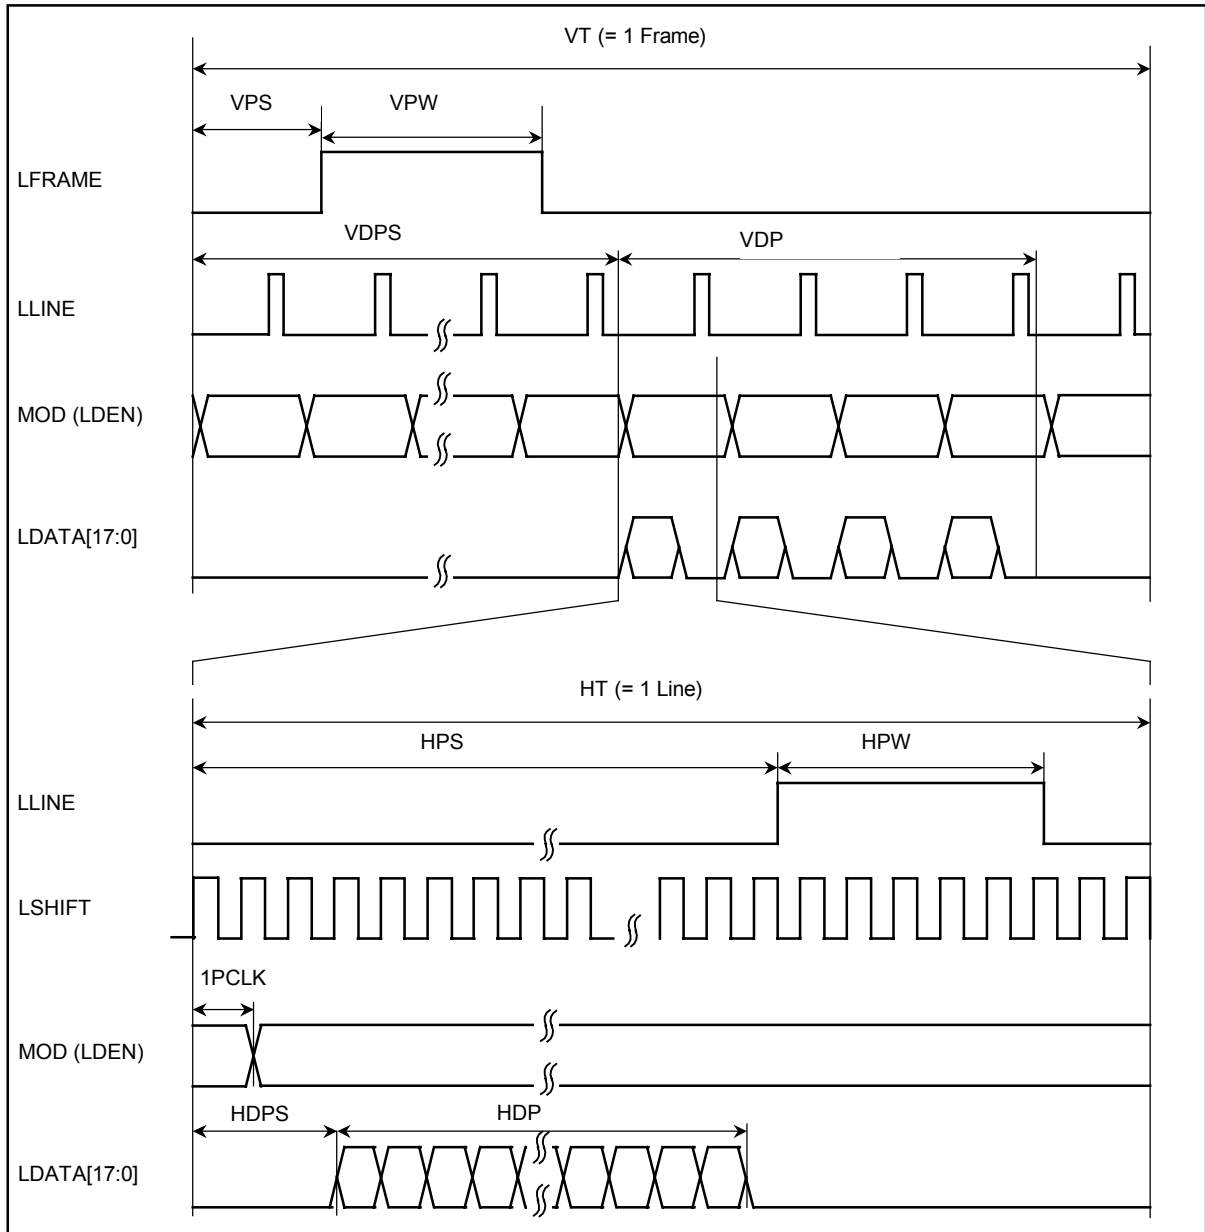 VT (= 1 Frame)
VPS VPW
LFRAME
VDPS VDP
LLINE
MOD (LDEN)
LDATA[17:0]
HT (= 1 Line)
HPS HPW
LLINE
LSHIFT
1PCLK
MOD (LDEN)
HDPS HDP
LDATA[17:0]